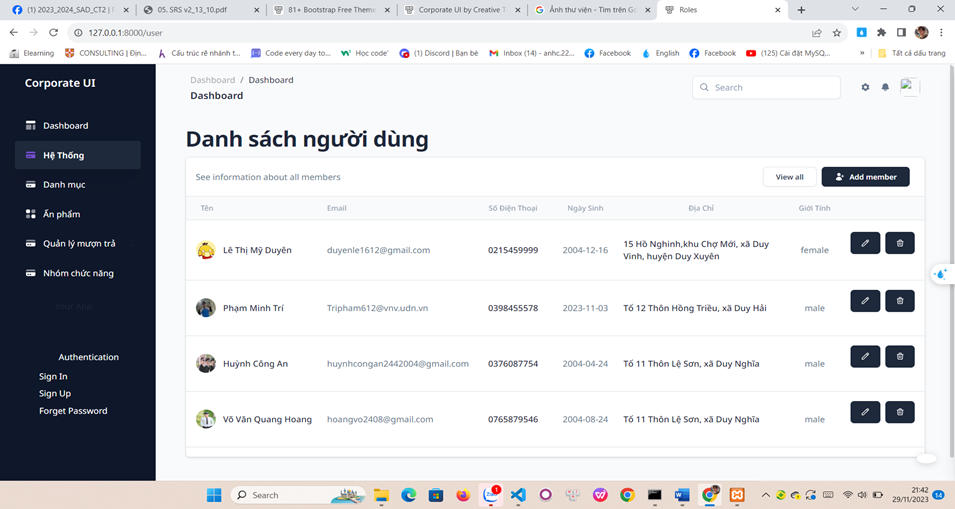 (1) 2023_2024_SAD_CT2 | F
05. SRS v2_13_10.pdf
81+ Bootstrap Free Theme
Corporate UI by Creative T
Ảnh thư viện - Tìm trên Go
Roles
127.0.0.1:8000/user
Elearning
CONSULTING | Địn...
Cấu trúc rẽ nhánh t...
Code every day to...
Học code'
(1) Discord | Bạn bè
Inbox (14) - anhc.22...
Facebook
English
Facebook
(125) Cài đặt MySQ...
»
Tất cả dấu trang
Corporate UI
Dashboard / Dashboard
Dashboard
Search
Dashboard
Hệ Thống
Danh mục
Ấn phẩm
Quản lý mượn trả
Nhóm chức năng
Your App
Authentication
Sign In
Sign Up
Forget Password
Danh sách người dùng
See information about all members
View all
Add member
Tên Email Số Điện Thoại Ngày Sinh Địa Chỉ Giới Tính
Lê Thị Mỹ Duyên duyenle1612@gmail.com 0215459999 2004-12-16 15 Hồ Nghinh,khu Chợ Mới, xã Duy female
Vinh, huyện Duy Xuyên
Phạm Minh Trí Tripham612@vnv.udn.vn 0398455578 2023-11-03 Tổ 12 Thôn Hồng Triều, xã Duy Hải male
Huỳnh Công An huynhcongan2442004@gmail.com 0376087754 2004-04-24 Tổ 11 Thôn Lệ Sơn, xã Duy Nghĩa male
Võ Văn Quang Hoang hoangvo2408@gmail.com 0765879546 2004-08-24 Tổ 11 Thôn Lệ Sơn, xã Duy Nghĩa male
Search
1
21:42
29/11/2023
14